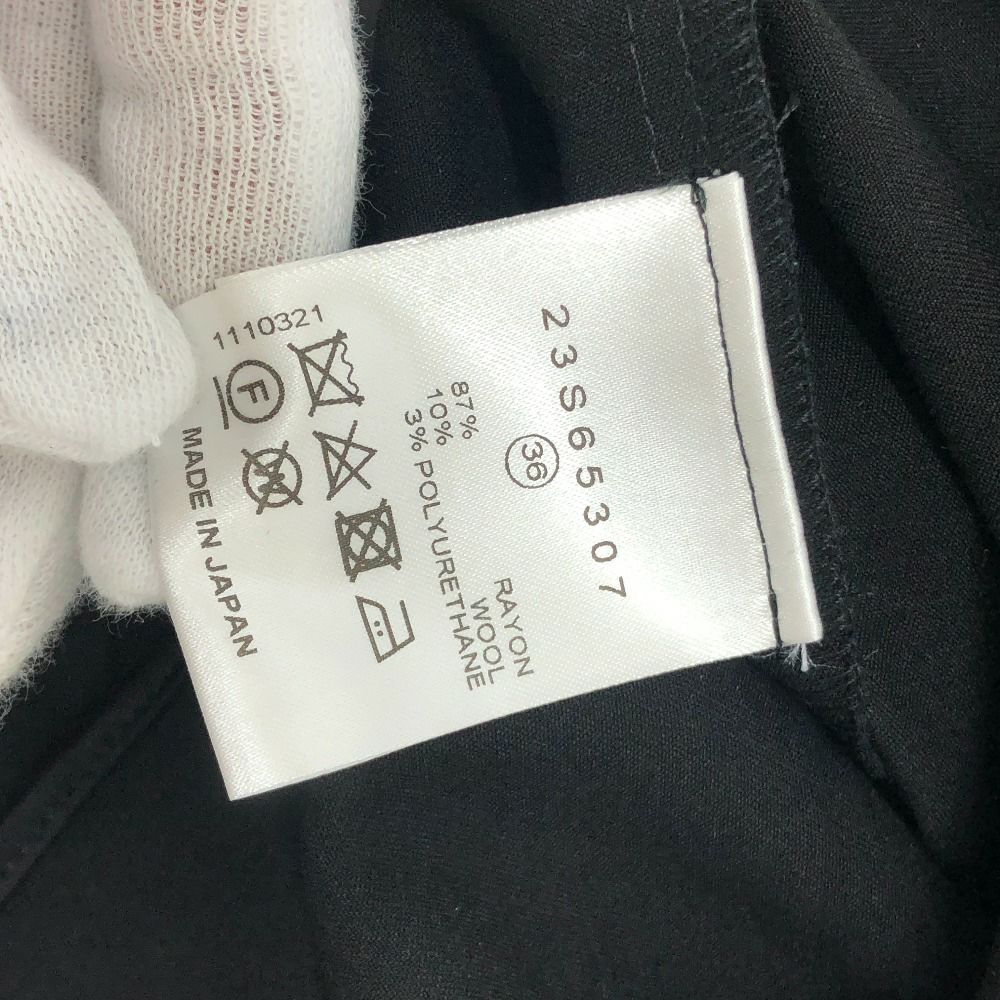 23S65307
36
87% RAYON
10% WOOL
3% POLYURETHANE
1110321
F
W
MADE IN JAPAN